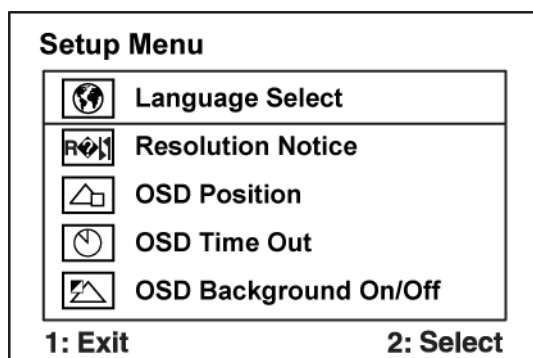 Setup Menu
Language Select
Resolution Notice
OSD Position
OSD Time Out
OSD Background On/Off
1: Exit 2: Select